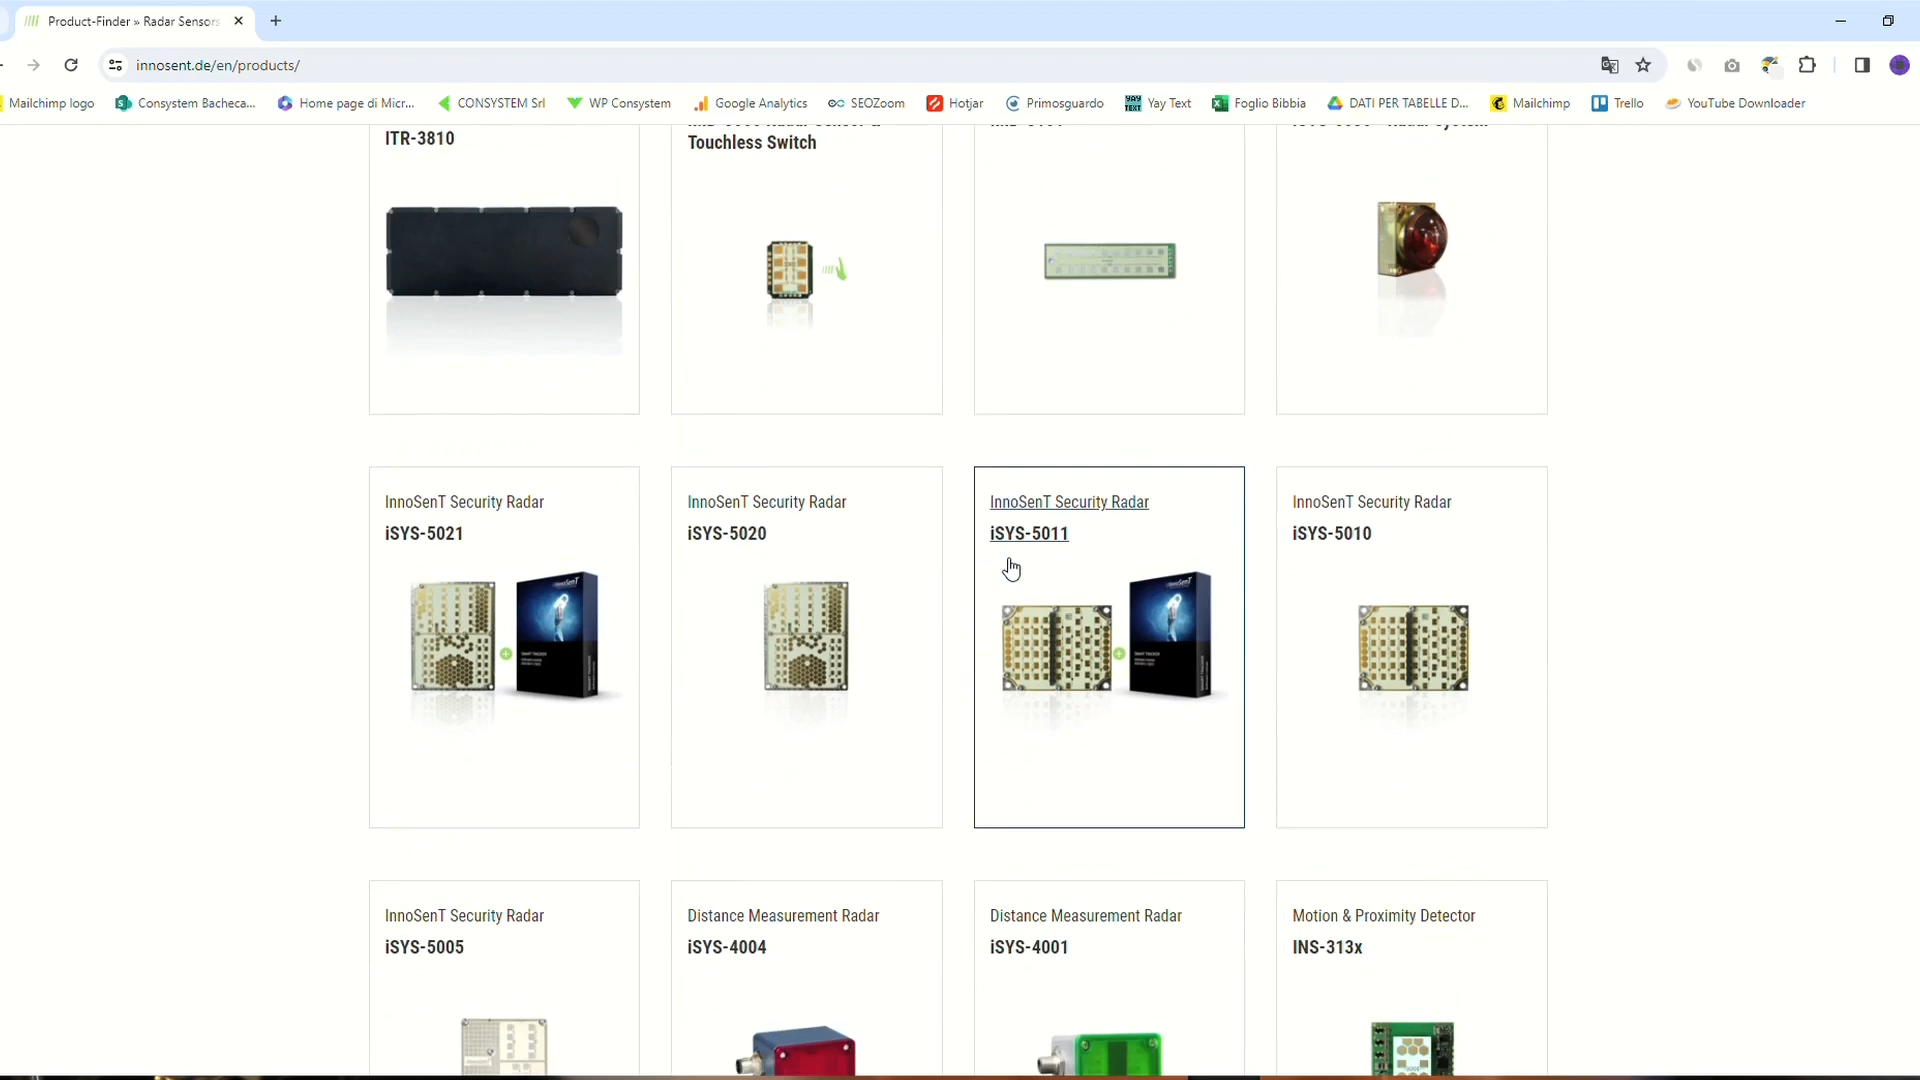 Product-Finder » Radar Sensors
innosent.de/en/products/
Mailchimp logo
Consystem Bacheca...
Home page di Micr...
CONSYSTEM Srl
WP Consystem
Google Analytics
SEOZoom
Hotjar
Primosguardo
YAY TEXT
Yay Text
Foglio Bibbia
DATI PER TABELLE D...
Mailchimp
Trello
YouTube Downloader
ITR-3810
Touchless Switch
InnoSenT Security Radar
iSYS-5021
InnoSenT Security Radar
iSYS-5020
InnoSenT Security Radar
iSYS-5011
InnoSenT Security Radar
iSYS-5010
InnoSenT Security Radar
iSYS-5005
Distance Measurement Radar
iSYS-4004
Distance Measurement Radar
iSYS-4001
Motion & Proximity Detector
INS-313x